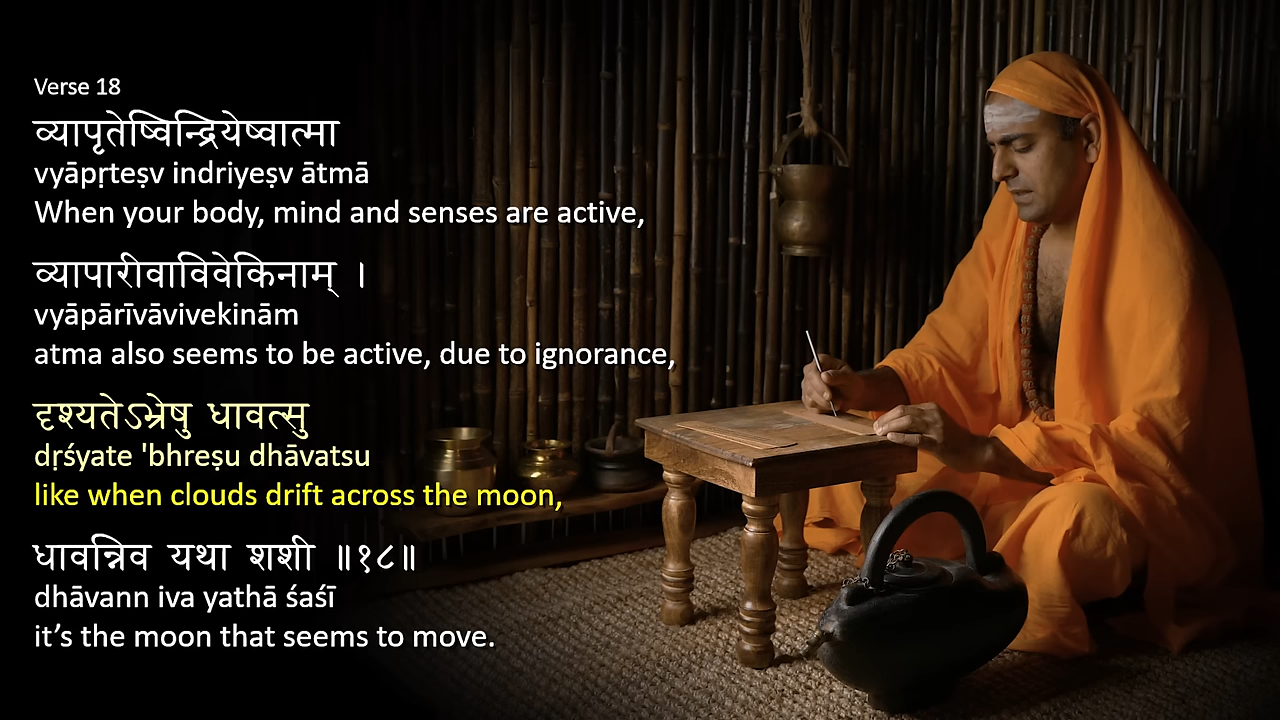 Verse 18
व्यापृतेष्विन्द्रियेष्वात्मा
vyāpṛteṣv indriyeṣv ātmā
When your body, mind and senses are active,
व्यापारीवाविवेकिनाम् ।
vyāpārīvāvivekinām
atma also seems to be active, due to ignorance,
दृश्यतेऽभ्रेषु धावत्सु
dṛśyate 'bhreṣu dhāvatsu
like when clouds drift across the moon,
धावन्निव यथा शशी ॥१८॥
dhāvann iva yathā śaśī
it’s the moon that seems to move.